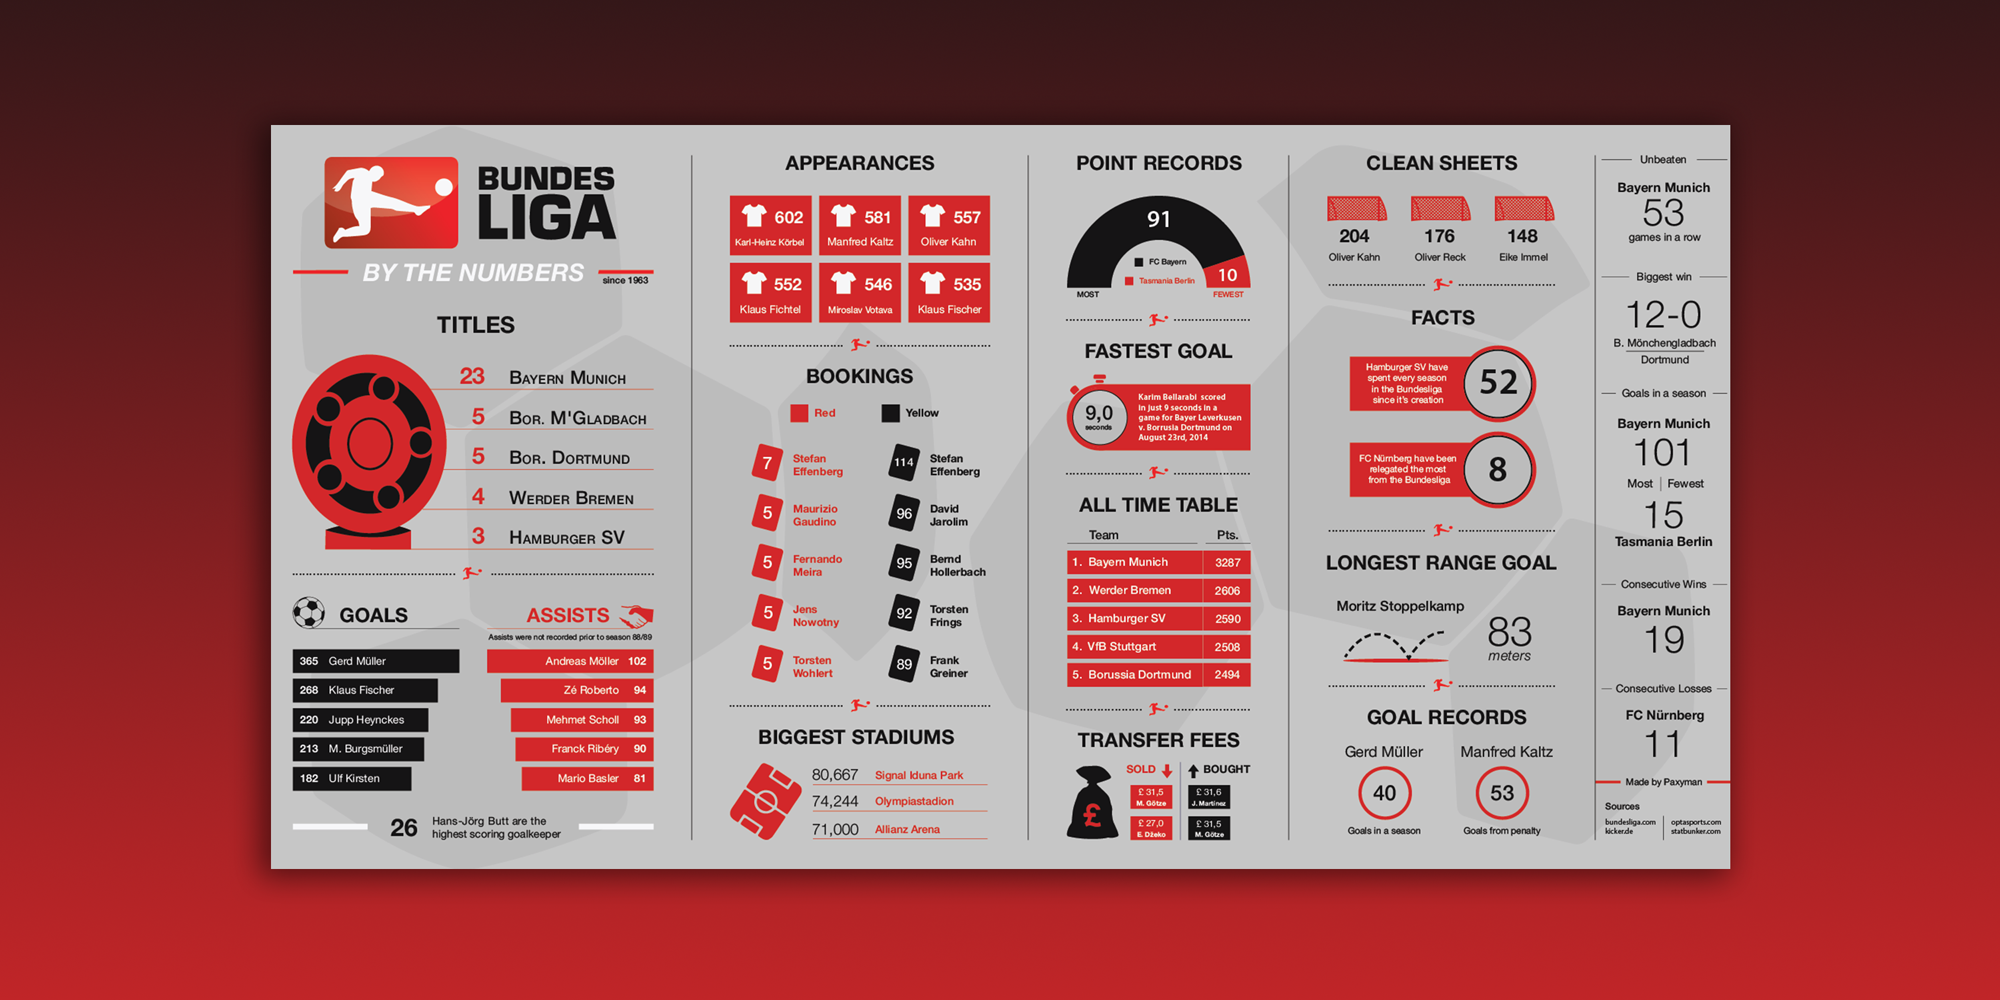 BUNDES
LIGA
BY THE NUMBERS
since 1963
TITLES
23 BAYERN MUNICH
5 BOR. M'GLADBACH
5 BOR. DORTMUND
4 WERDER BREMEN
3 HAMBURGER SV
GOALS
365 Gerd Müller
268 Klaus Fischer
220 Jupp Heynckes
213 M. Burgsmüller
182 Ulf Kirsten
ASSISTS
Assists were not recorded prior to season 88/89
Andreas Möller 102
Zé Roberto 94
Mehmet Scholl 93
Franck Ribéry 90
Mario Basler 81
26
Hans-Jörg Butt are the
highest scoring goalkeeper
APPEARANCES
602
Karl-Heinz Körbel
581
Manfred Kaltz
557
Oliver Kahn
552
Klaus Fichtel
546
Miroslav Votava
535
Klaus Fischer
BOOKINGS
Red
Yellow
7 Stefan
Effenberg
5 Maurizio
Gaudino
5 Fernando
Meira
5 Jens
Nowotny
5 Torsten
Wohlert
114 Stefan
Effenberg
96 David
Jarolim
95 Bernd
Hollerbach
92 Torsten
Frings
89 Frank
Greiner
BIGGEST STADIUMS
80,667 Signal Iduna Park
74,244 Olympiastadion
71,000 Allianz Arena
POINT RECORDS
91
FC Bayern
Tasmania Berlin
10
MOST
FEWEST
FASTEST GOAL
9,0
seconds
Karim Bellarabi scored
in just 9 seconds in a
game for Bayer Leverkusen
v. Borrusia Dortmund on
August 23rd, 2014
ALL TIME TABLE
Team Pts.
1. Bayern Munich 3287
2. Werder Bremen 2606
3. Hamburger SV 2590
4. VfB Stuttgart 2508
5. Borussia Dortmund 2494
TRANSFER FEES
SOLD
BOUGHT
£
£ 31,5
M. Götze
£ 31,6
J. Martinez
£ 27,0
E. Džeko
£ 31,5
M. Götze
CLEAN SHEETS
204
Oliver Kahn
176
Oliver Reck
148
Eike Immel
FACTS
Hamburger SV have
spent every season
in the Bundesliga
since it's creation
52
FC Nürnberg have been
relegated the most
from the Bundesliga
8
LONGEST RANGE GOAL
Moritz Stoppelkamp
83
meters
GOAL RECORDS
Gerd Müller
40
Goals in a season
Manfred Kaltz
53
Goals from penalty
Unbeaten
Bayern Munich
53
games in a row
Biggest win
12-0
B. Mönchengladbach
Dortmund
Goals in a season
Bayern Munich
101
Most | Fewest
15
Tasmania Berlin
Consecutive Wins
Bayern Munich
19
Consecutive Losses
FC Nürnberg
11
Made by Paxyman
Sources
bundesliga.com
kicker.de
optasports.com
statbunker.com